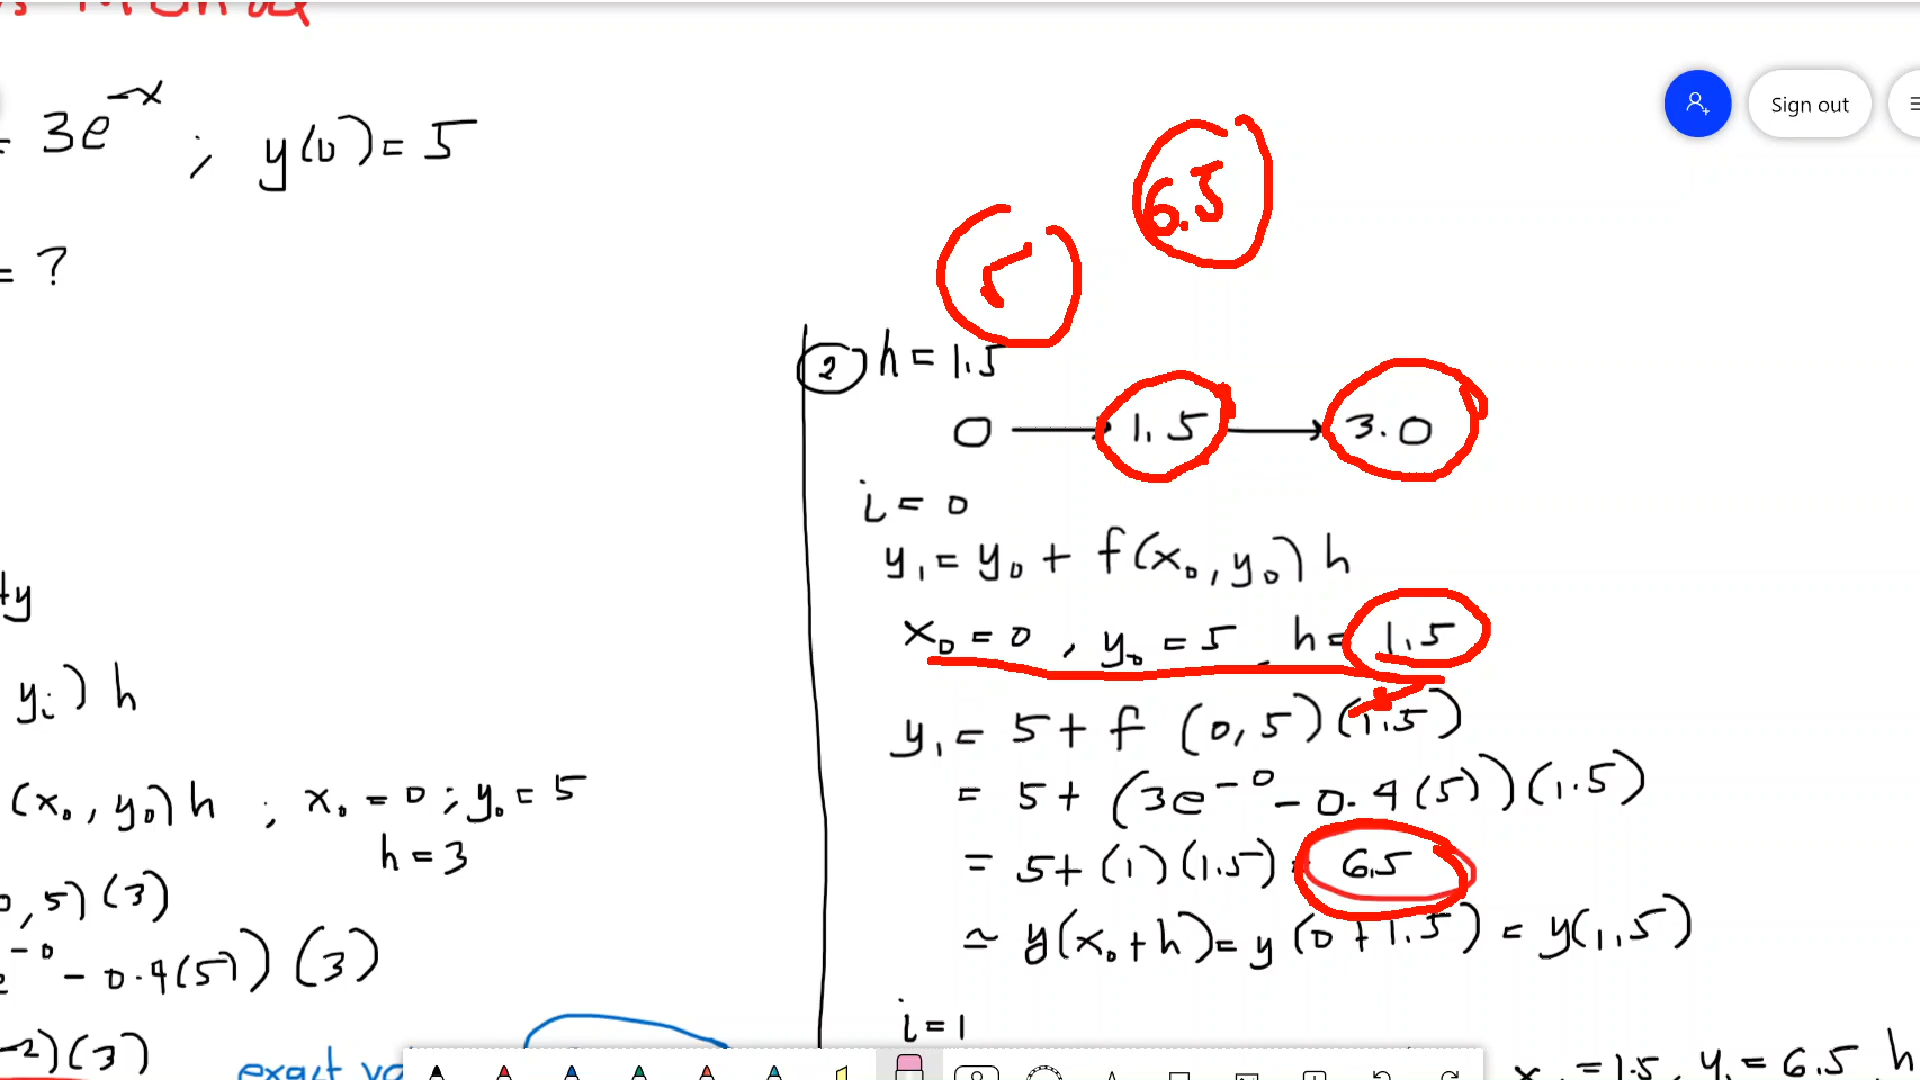 = 3e^-x ; y(0) = 5
= ?
ty
yi) h
(x₀, y₀) h ; x₀ = 0 ; y₀ = 5
h = 3
0, 5) (3)
e^-0 - 0.4(5)) (3)
-2)(3)
exact va
Sign out
6.5
2 h = 1.5
0 → 1.5 → 3.0
i = 0
y₁ = y₀ + f(x₀, y₀) h
x₀ = 0 , y₀ = 5 , h = 1.5
y₁ = 5 + f (0, 5) (1.5)
= 5 + (3e^-0 - 0.4(5)) (1.5)
= 5 + (1) (1.5) = 6.5
≃ y(x₀ + h) = y (0 + 1.5) = y(1.5)
i = 1
x₁ = 1.5, y₁ = 6.5 h